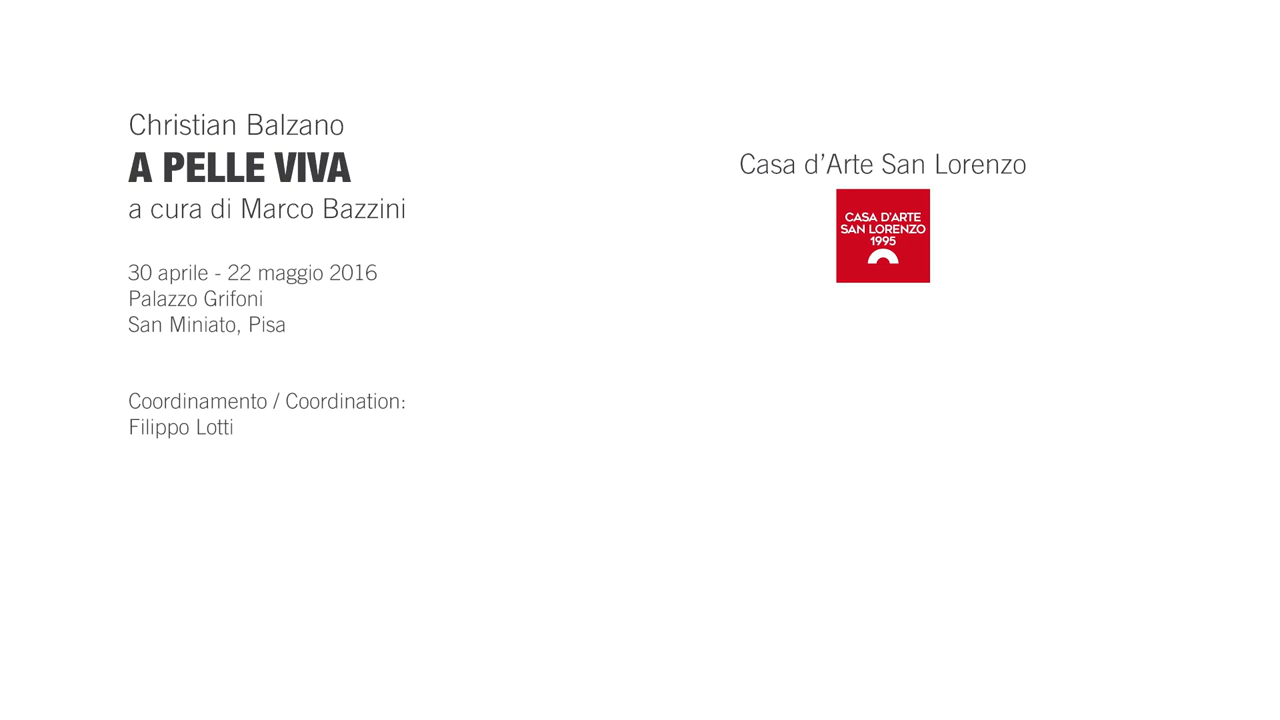 Christian Balzano
A PELLE VIVA
a cura di Marco Bazzini
30 aprile - 22 maggio 2016
Palazzo Grifoni
San Miniato, Pisa
Coordinamento / Coordination:
Filippo Lotti
Casa d’Arte San Lorenzo
CASA D’ARTE
SAN LORENZO
1995